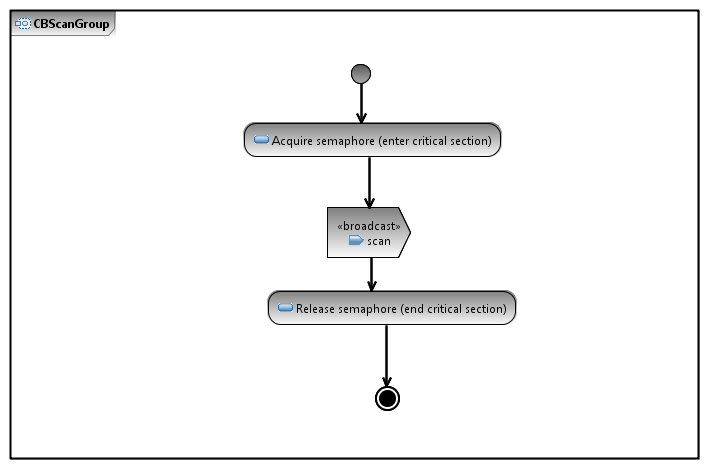 CBScanGroup
Acquire semaphore (enter critical section)
«broadcast»
scan
Release semaphore (end critical section)